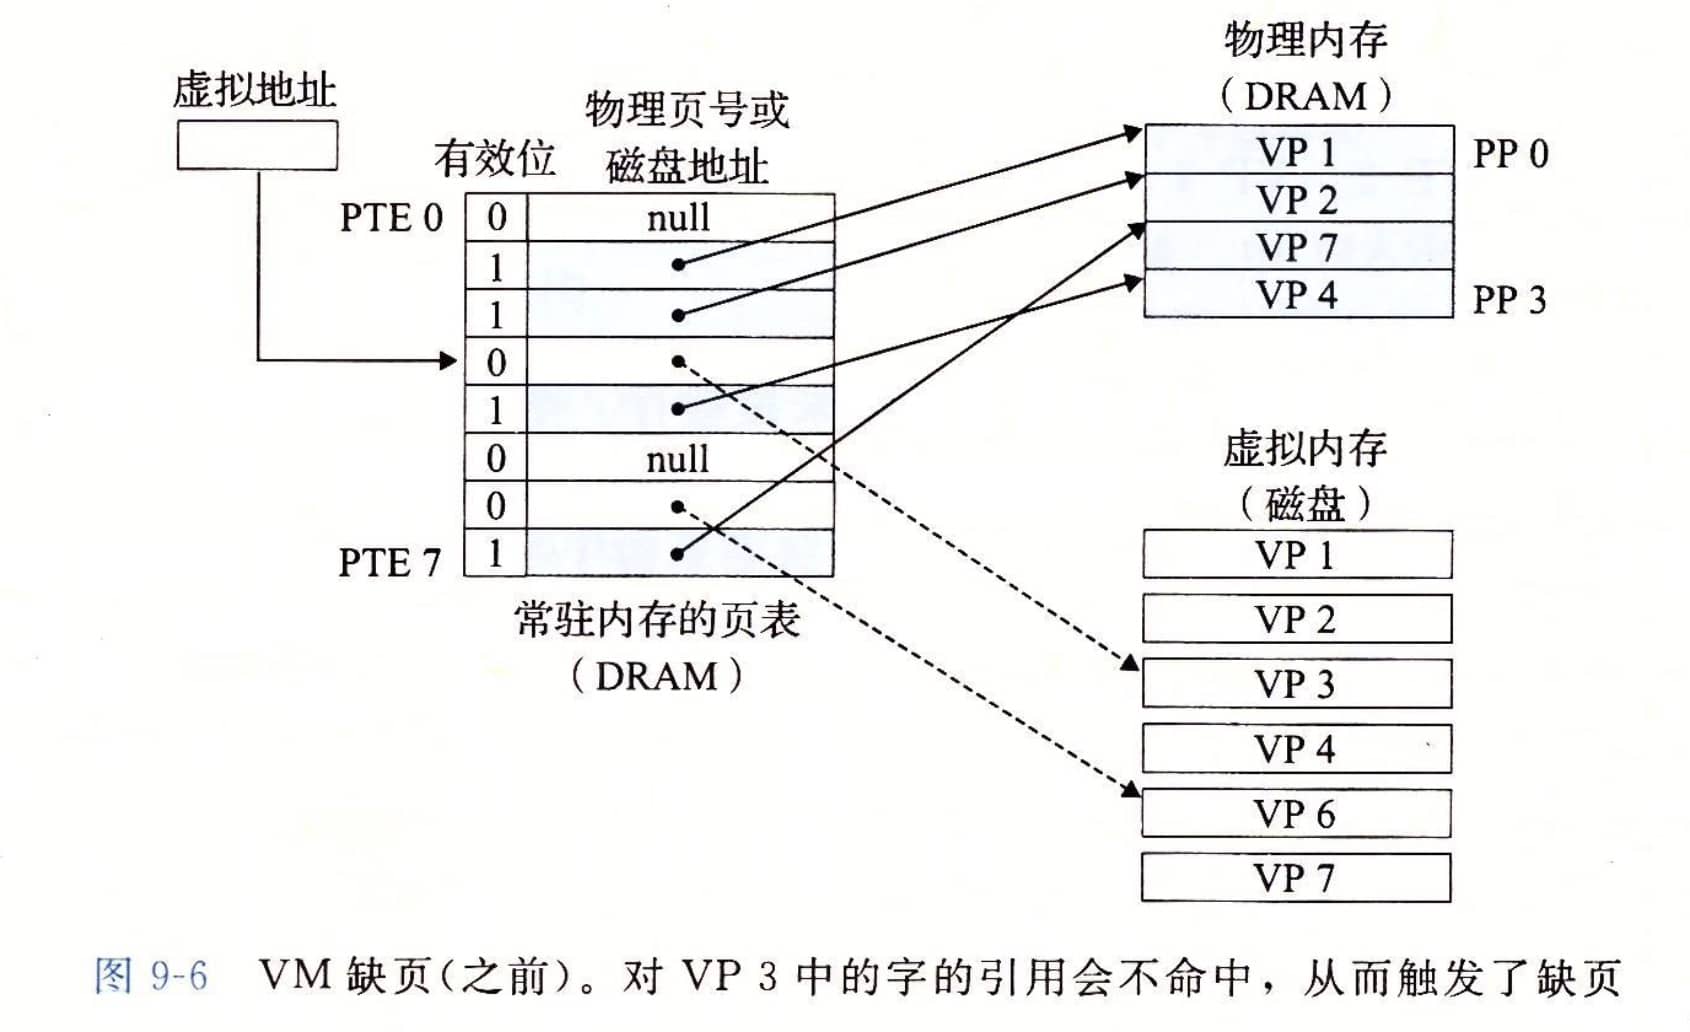 虚拟地址
物理页号或
磁盘地址
有效位
PTE 0 0 null
1
1
0
1
0 null
0
PTE 7 1
常驻内存的页表
（DRAM）
物理内存
（DRAM）
VP 1 PP 0
VP 2
VP 7
VP 4 PP 3
虚拟内存
（磁盘）
VP 1
VP 2
VP 3
VP 4
VP 6
VP 7
图 9-6 VM 缺页(之前)。对 VP 3 中的字的引用会不命中，从而触发了缺页